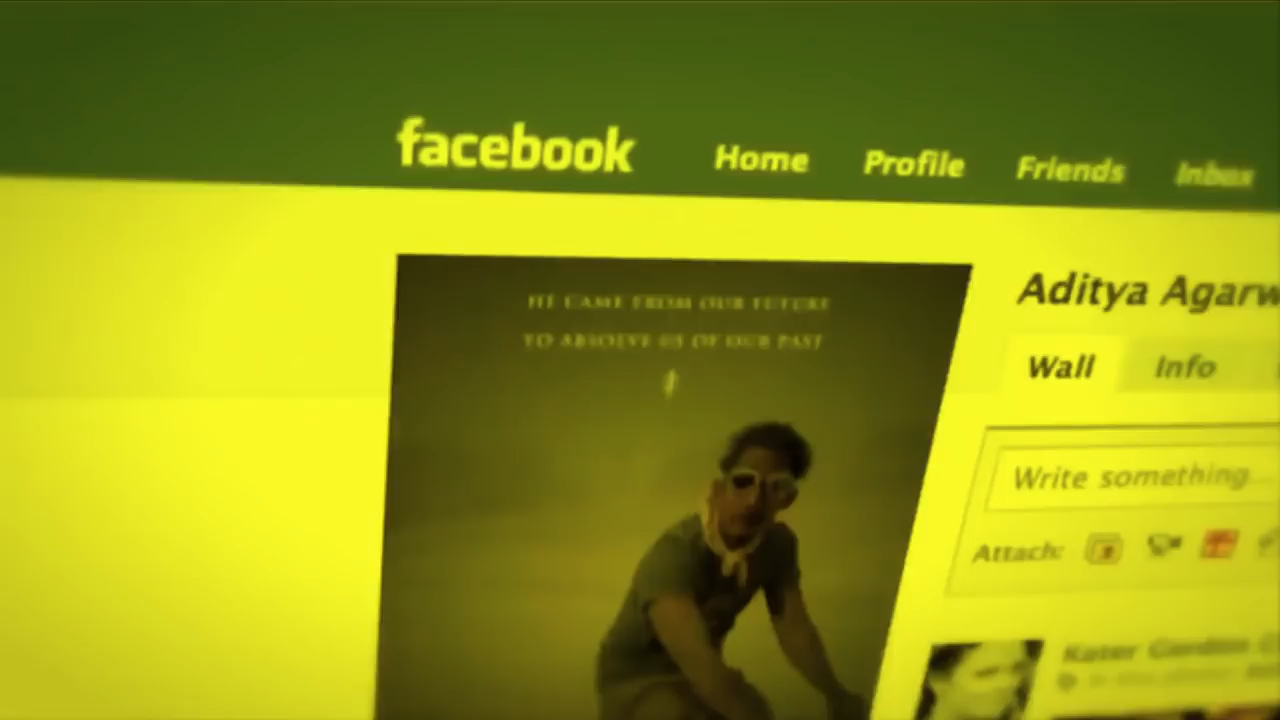 facebook Home Profile Friends Inbox
HE CAME FROM OUR FUTURE
TO ABSOLVE US OF OUR PAST
Aditya Agarw
Wall Info
Write something...
Attach:
Gordon